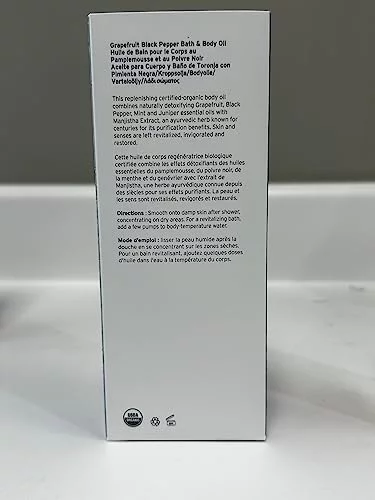 Grapefruit Black Pepper Bath & Body Oil
Huile de Bain pour le Corps au
Pamplemousse et au Poivre Noir
Aceite para Cuerpo y Baño de Toronja con
Pimienta Negra/Kroppsolja/Bodyolie/
Vartaloöljy/Λάδι σώματος
This replenishing certified-organic body oil
combines naturally detoxifying Grapefruit, Black
Pepper, Mint and Juniper essential oils with
Manjistha Extract, an ayurvedic herb known for
centuries for its purification benefits. Skin and
senses are left revitalized, invigorated and
restored.
Cette huile de corps régénératrice biologique
certifiée combine les effets détoxifiants des huiles
essentielles du pamplemousse, du poivre noir, de
la menthe et du genévrier avec l'extrait de
Manjistha, une herbe ayurvédique connue depuis
des siècles pour ses effets purifiants. La peau et
les sens sont revitalisés, revigorés et restaurés.
Directions : Smooth onto damp skin after shower,
concentrating on dry areas. For a revitalizing bath,
add a few pumps to body-temperature water.
Mode d'emploi : lisser la peau humide après la
douche en se concentrant sur les zones sèches.
Pour un bain revitalisant, ajoutez quelques doses
d'huile dans l'eau à la température du corps.
USDA
ORGANIC